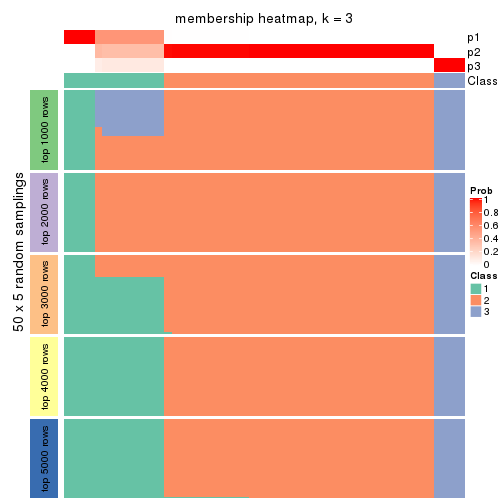 membership heatmap, k = 3
p1
p2
p3
Class
50 x 5 random samplings
top 1000 rows
top 2000 rows
top 3000 rows
top 4000 rows
top 5000 rows
Prob
1
0.8
0.6
0.4
0.2
0
Class
1
2
3